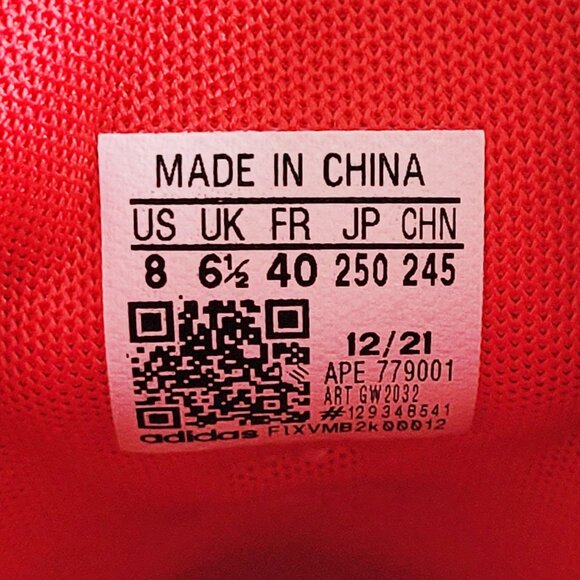 MADE IN CHINA
US UK FR JP CHN
8 6½ 40 250 245
12/21
APE 779001
ART GW2032
#129348541
adidas F1XVMB2k00012